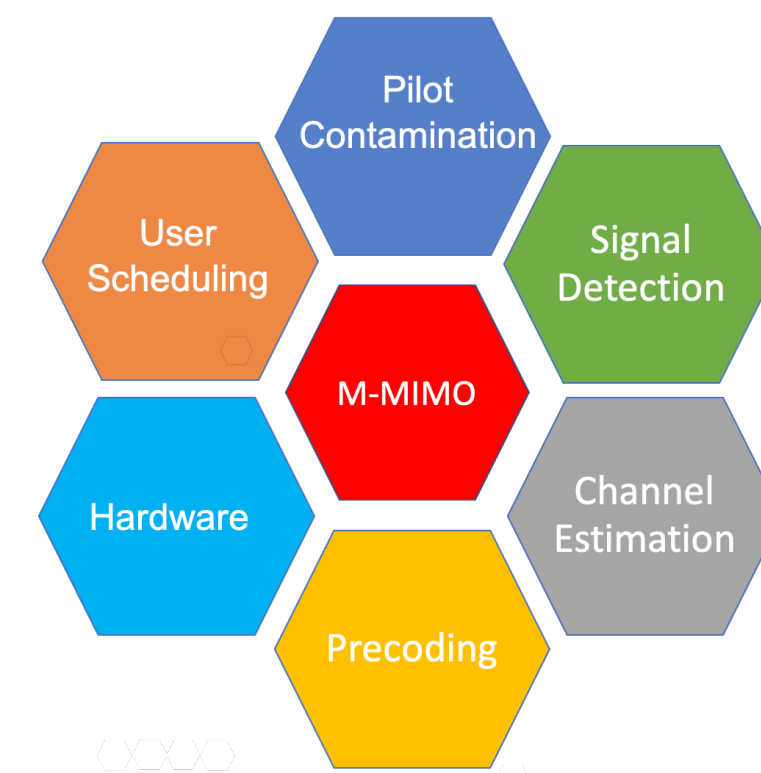 Pilot
Contamination
User
Scheduling
Signal
Detection
M-MIMO
Hardware
Channel
Estimation
Precoding